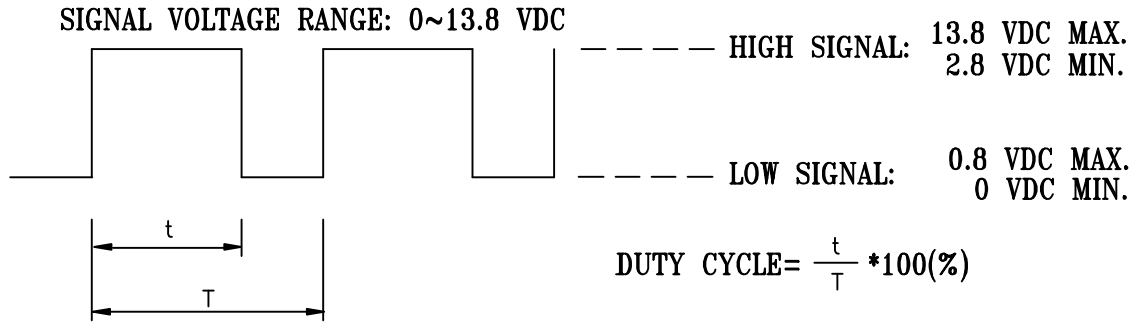 SIGNAL VOLTAGE RANGE: 0~13.8 VDC
HIGH SIGNAL: 13.8 VDC MAX.
2.8 VDC MIN.
LOW SIGNAL: 0.8 VDC MAX.
0 VDC MIN.
t
T
DUTY CYCLE= t/T *100(%)